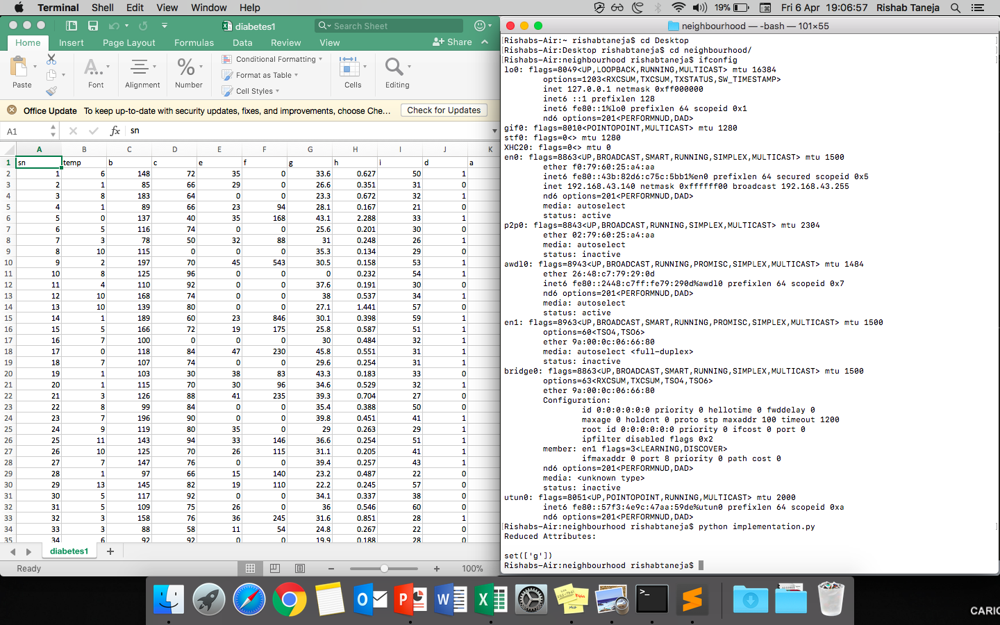 Terminal Shell Edit View Window Help 19% Fri 6 Apr 19:06:57 Rishab Taneja
diabetes1 Search Sheet
Home Insert Page Layout Formulas Data Review View Share
Paste Font Alignment Number Conditional Formatting Format as Table Cell Styles Cells Editing
Office Update To keep up-to-date with security updates, fixes, and improvements, choose Che... Check for Updates
A1 fx sn
A B C D E F G H I J K
1 sn temp b c e f g h i d a
2 1 6 148 72 35 0 33.6 0.627 50 1
3 2 1 85 66 29 0 26.6 0.351 31 0
4 3 8 183 64 0 0 23.3 0.672 32 1
5 4 1 89 66 23 94 28.1 0.167 21 0
6 5 0 137 40 35 168 43.1 2.288 33 1
7 6 5 116 74 0 0 25.6 0.201 30 0
8 7 3 78 50 32 88 31 0.248 26 1
9 8 10 115 0 0 0 35.3 0.134 29 0
10 9 2 197 70 45 543 30.5 0.158 53 1
11 10 8 125 96 0 0 0 0.232 54 1
12 11 4 110 92 0 0 37.6 0.191 30 0
13 12 10 168 74 0 0 38 0.537 34 1
14 13 10 139 80 0 0 27.1 1.441 57 0
15 14 1 189 60 23 846 30.1 0.398 59 1
16 15 5 166 72 19 175 25.8 0.587 51 1
17 16 7 100 0 0 0 30 0.484 32 1
18 17 0 118 84 47 230 45.8 0.551 31 1
19 18 7 107 74 0 0 29.6 0.254 31 1
20 19 1 103 30 38 83 43.3 0.183 33 0
21 20 1 115 70 30 96 34.6 0.529 32 1
22 21 3 126 88 41 235 39.3 0.704 27 0
23 22 8 99 84 0 0 35.4 0.388 50 0
24 23 7 196 90 0 0 39.8 0.451 41 1
25 24 9 119 80 35 0 29 0.263 29 1
26 25 11 143 94 33 146 36.6 0.254 51 1
27 26 10 125 70 26 115 31.1 0.205 41 1
28 27 7 147 76 0 0 39.4 0.257 43 1
29 28 1 97 66 15 140 23.2 0.487 22 0
30 29 13 145 82 19 110 22.2 0.245 57 0
31 30 5 117 92 0 0 34.1 0.337 38 0
32 31 5 109 75 26 0 36 0.546 60 0
33 32 3 158 76 36 245 31.6 0.851 28 1
34 33 3 88 58 11 54 24.8 0.267 22 0
35 34 6 92 92 0 0 19.9 0.188 28 0
diabetes1 +
Ready 100%
neighbourhood — -bash — 101×55
Rishabs-Air:~ rishabtaneja$ cd Desktop
Rishabs-Air:Desktop rishabtaneja$ cd neighbourhood/
Rishabs-Air:neighbourhood rishabtaneja$ ifconfig
lo0: flags=8049<UP,LOOPBACK,RUNNING,MULTICAST> mtu 16384
options=1203<RXCSUM,TXCSUM,TXSTATUS,SW_TIMESTAMP>
inet 127.0.0.1 netmask 0xff000000
inet6 ::1 prefixlen 128
inet6 fe80::1%lo0 prefixlen 64 scopeid 0x1
nd6 options=201<PERFORMNUD,DAD>
gif0: flags=8010<POINTOPOINT,MULTICAST> mtu 1280
stf0: flags=0<> mtu 1280
XHC20: flags=0<> mtu 0
en0: flags=8863<UP,BROADCAST,SMART,RUNNING,SIMPLEX,MULTICAST> mtu 1500
ether f0:79:60:25:a4:aa
inet6 fe80::43b:82d6:c75c:5bb1%en0 prefixlen 64 secured scopeid 0x5
inet 192.168.43.140 netmask 0xffffff00 broadcast 192.168.43.255
nd6 options=201<PERFORMNUD,DAD>
media: autoselect
status: active
p2p0: flags=8843<UP,BROADCAST,RUNNING,SIMPLEX,MULTICAST> mtu 2304
ether 02:79:60:25:a4:aa
media: autoselect
status: inactive
awdl0: flags=8943<UP,BROADCAST,RUNNING,PROMISC,SIMPLEX,MULTICAST> mtu 1484
ether 26:48:c7:79:29:0d
inet6 fe80::2448:c7ff:fe79:290d%awdl0 prefixlen 64 scopeid 0x7
nd6 options=201<PERFORMNUD,DAD>
media: autoselect
status: active
en1: flags=8963<UP,BROADCAST,SMART,RUNNING,PROMISC,SIMPLEX,MULTICAST> mtu 1500
options=60<TSO4,TSO6>
ether 9a:00:0c:06:66:80
media: autoselect <full-duplex>
status: inactive
bridge0: flags=8863<UP,BROADCAST,SMART,RUNNING,SIMPLEX,MULTICAST> mtu 1500
options=63<RXCSUM,TXCSUM,TSO4,TSO6>
ether 9a:00:0c:06:66:80
Configuration:
id 0:0:0:0:0:0 priority 0 hellotime 0 fwddelay 0
maxage 0 holdcnt 0 proto stp maxaddr 100 timeout 1200
root id 0:0:0:0:0:0 priority 0 ifcost 0 port 0
ipfilter disabled flags 0x2
member: en1 flags=3<LEARNING,DISCOVER>
ifmaxaddr 0 port 8 priority 0 path cost 0
nd6 options=201<PERFORMNUD,DAD>
media: <unknown type>
status: inactive
utun0: flags=8051<UP,POINTOPOINT,RUNNING,MULTICAST> mtu 2000
inet6 fe80::57f3:4e9c:47aa:59de%utun0 prefixlen 64 scopeid 0xa
nd6 options=201<PERFORMNUD,DAD>
Rishabs-Air:neighbourhood rishabtaneja$ python implementation.py
Reduced Attributes:
set(['g'])
Rishabs-Air:neighbourhood rishabtaneja$
CARIO